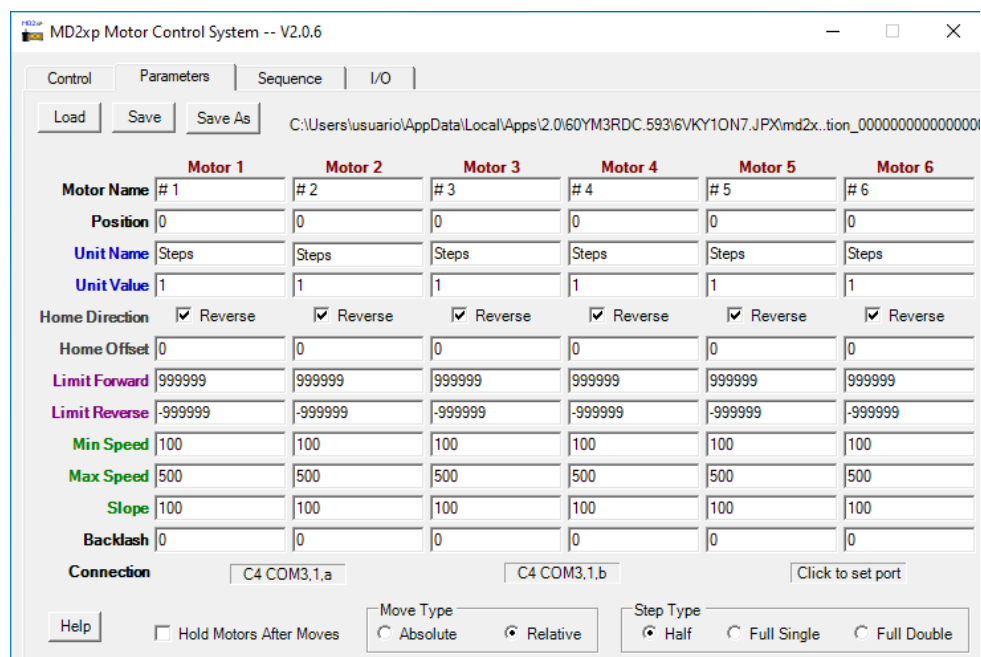 MD2xp Motor Control System -- V2.0.6
Control Parameters Sequence I/O
Load Save Save As C:\Users\usuario\AppData\Local\Apps\2.0\60YM3RDC.593\6VKY1ON7.JPX\md2x..tion_0000000000000000
Motor 1 Motor 2 Motor 3 Motor 4 Motor 5 Motor 6
Motor Name # 1 # 2 # 3 # 4 # 5 # 6
Position 0 0 0 0 0 0
Unit Name Steps Steps Steps Steps Steps Steps
Unit Value 1 1 1 1 1 1
Home Direction Reverse Reverse Reverse Reverse Reverse Reverse
Home Offset 0 0 0 0 0 0
Limit Forward 999999 999999 999999 999999 999999 999999
Limit Reverse -999999 -999999 -999999 -999999 -999999 -999999
Min Speed 100 100 100 100 100 100
Max Speed 500 500 500 500 500 500
Slope 100 100 100 100 100 100
Backlash 0 0 0 0 0 0
Connection C4 COM3,1,a C4 COM3,1,b Click to set port
Move Type Step Type
Help Hold Motors After Moves Absolute Relative Half Full Single Full Double